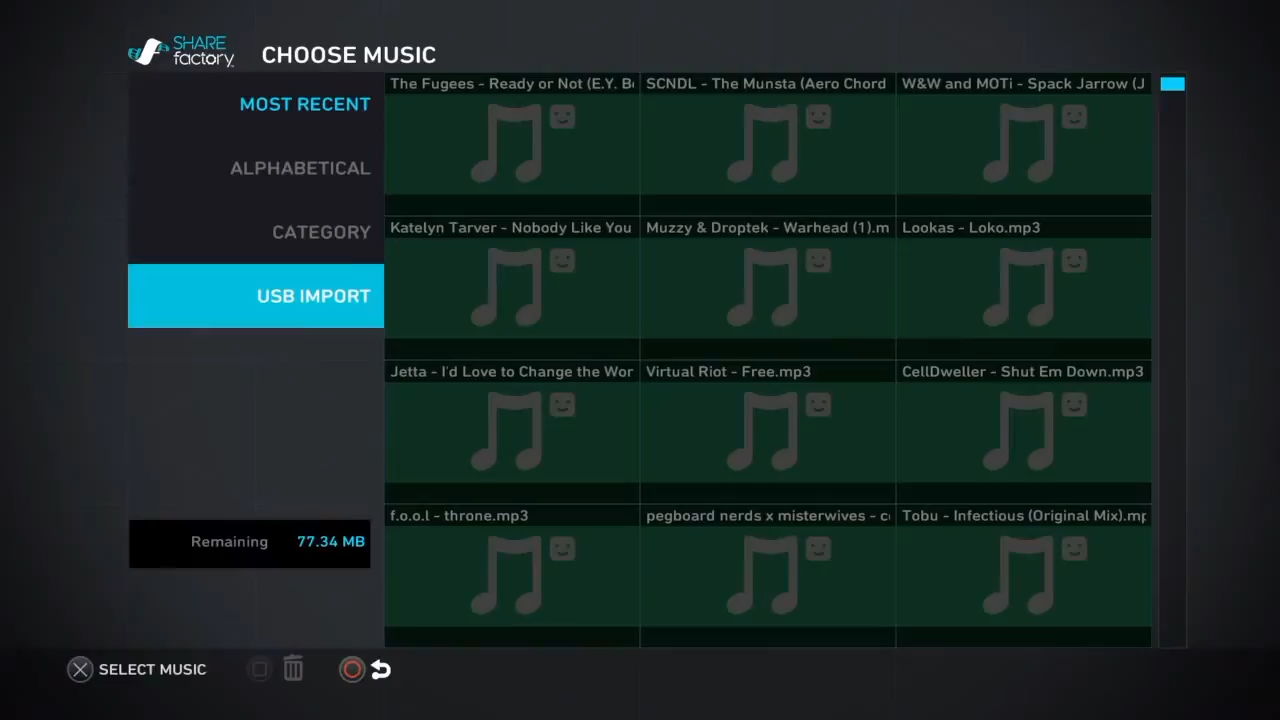 SHARE
factory™
CHOOSE MUSIC
MOST RECENT
ALPHABETICAL
CATEGORY
USB IMPORT
Remaining 77.34 MB
The Fugees - Ready or Not (E.Y. B
SCNDL - The Munsta (Aero Chord
W&W and MOTi - Spack Jarrow (J
Katelyn Tarver - Nobody Like You
Muzzy & Droptek - Warhead (1).m
Lookas - Loko.mp3
Jetta - I'd Love to Change the Wor
Virtual Riot - Free.mp3
CellDweller - Shut Em Down.mp3
f.o.o.l - throne.mp3
pegboard nerds x misterwives - c
Tobu - Infectious (Original Mix).mp
SELECT MUSIC